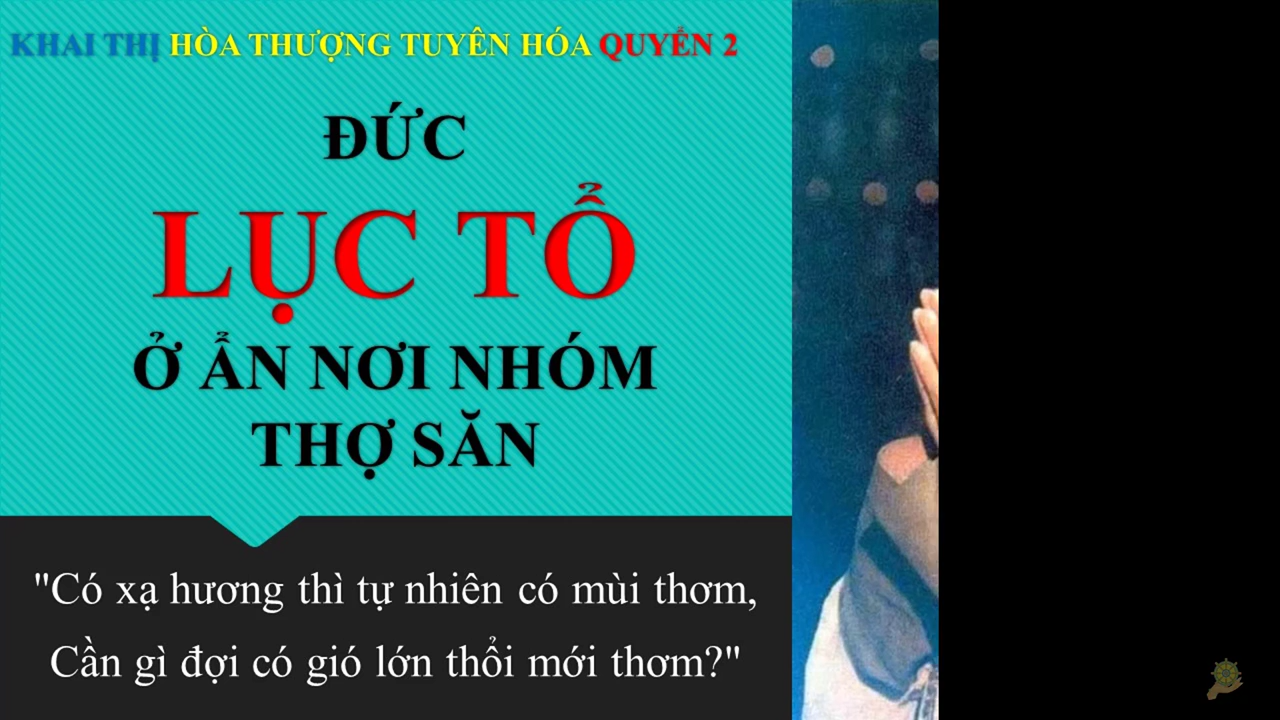 KHAI THỊ HÒA THƯỢNG TUYÊN HÓA QUYỂN 2
ĐỨC
LỤC TỔ
Ở ẨN NƠI NHÓM
THỢ SĂN
"Có xạ hương thì tự nhiên có mùi thơm,
Cần gì đợi có gió lớn thổi mới thơm?"